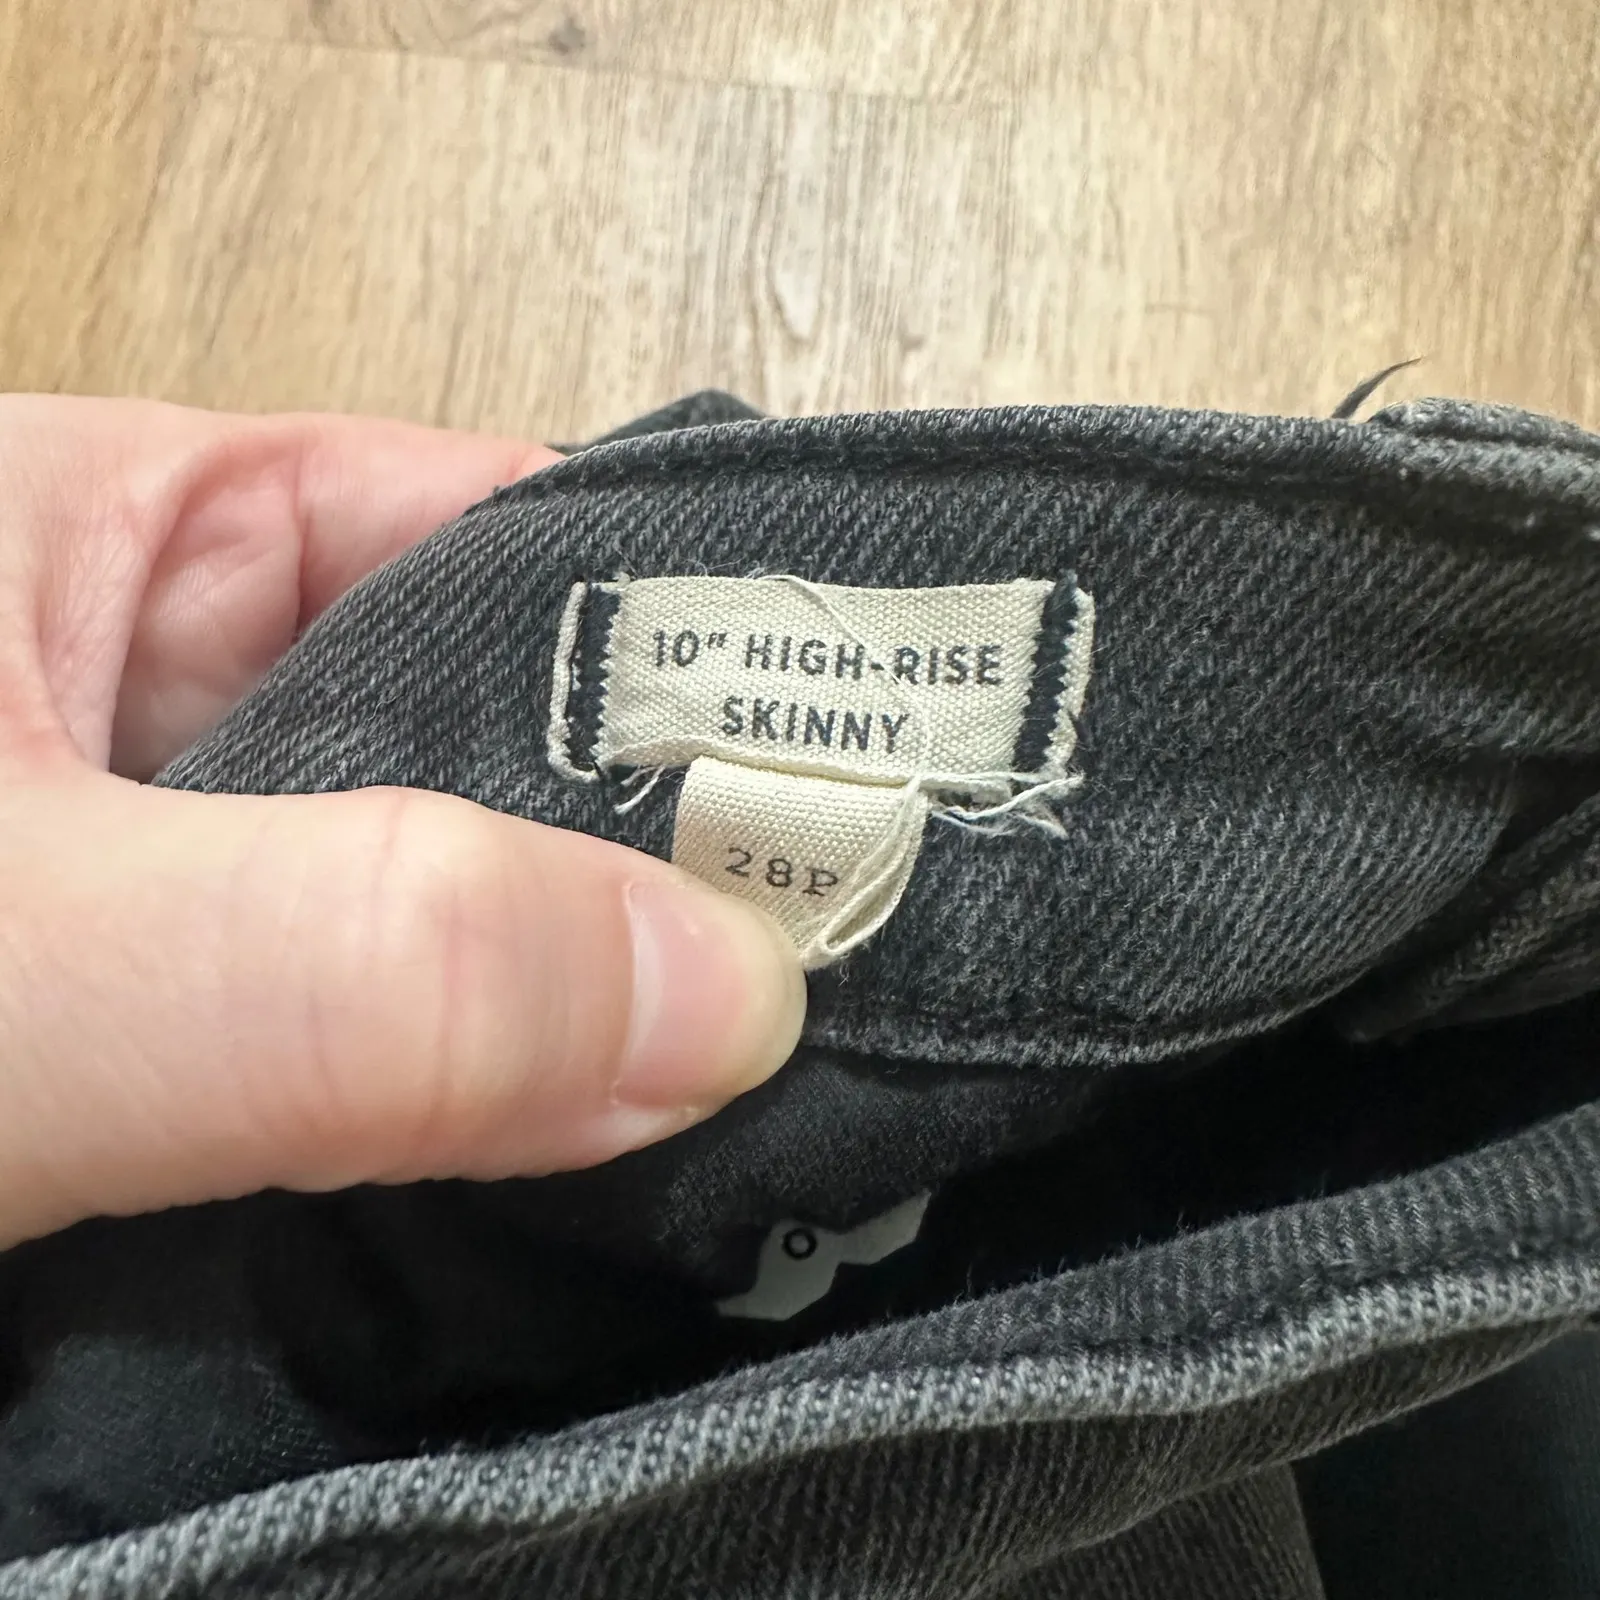 10" HIGH-RISE
SKINNY
28P
O